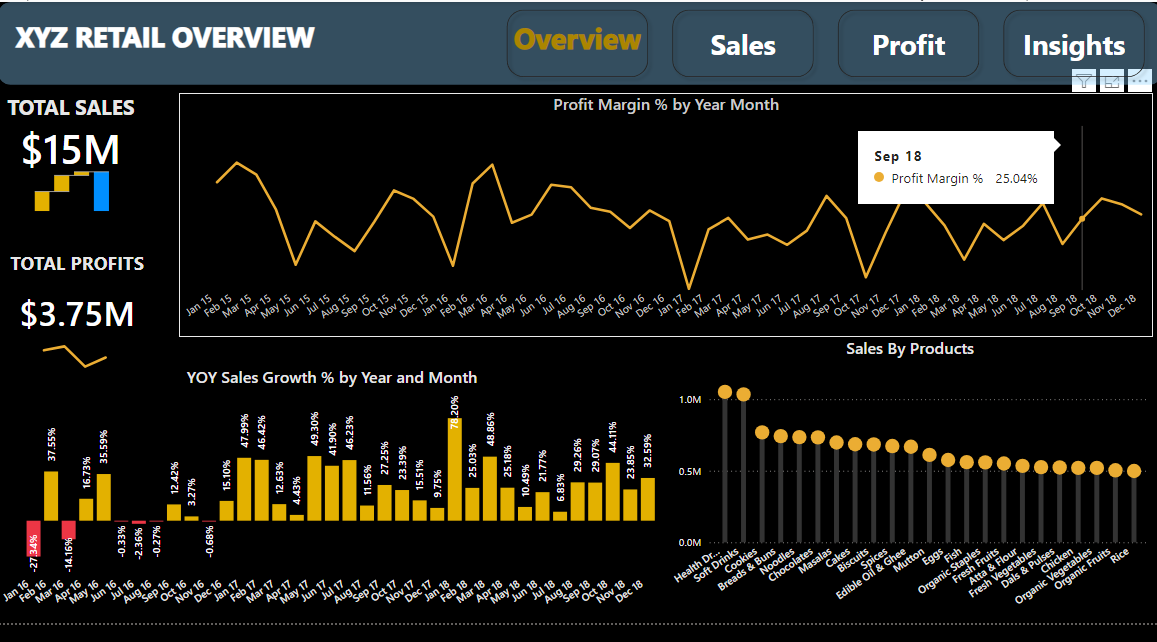 XYZ RETAIL OVERVIEW
Overview
Sales
Profit
Insights
TOTAL SALES
$15M
TOTAL PROFITS
$3.75M
Profit Margin % by Year Month
Sep 18
Profit Margin % 25.04%
Jan 15
Feb 15
Mar 15
Apr 15
May 15
Jun 15
Jul 15
Aug 15
Sep 15
Oct 15
Nov 15
Dec 15
Jan 16
Feb 16
Mar 16
Apr 16
May 16
Jun 16
Jul 16
Aug 16
Sep 16
Oct 16
Nov 16
Dec 16
Jan 17
Feb 17
Mar 17
Apr 17
May 17
Jun 17
Jul 17
Aug 17
Sep 17
Oct 17
Nov 17
Dec 17
Jan 18
Feb 18
Mar 18
Apr 18
May 18
Jun 18
Jul 18
Aug 18
Sep 18
Oct 18
Nov 18
Dec 18
YOY Sales Growth % by Year and Month
-27.34%
37.55%
-14.16%
16.73%
35.59%
-0.33%
-2.36%
-0.27%
12.42%
3.27%
-0.68%
15.10%
47.99%
46.42%
12.63%
4.43%
49.30%
41.90%
46.23%
11.56%
27.25%
23.39%
15.51%
9.75%
78.20%
25.03%
48.86%
25.18%
10.49%
21.77%
6.83%
29.26%
29.07%
44.11%
23.85%
32.59%
Jan 16
Feb 16
Mar 16
Apr 16
May 16
Jun 16
Jul 16
Aug 16
Sep 16
Oct 16
Nov 16
Dec 16
Jan 17
Feb 17
Mar 17
Apr 17
May 17
Jun 17
Jul 17
Aug 17
Sep 17
Oct 17
Nov 17
Dec 17
Jan 18
Feb 18
Mar 18
Apr 18
May 18
Jun 18
Jul 18
Aug 18
Sep 18
Oct 18
Nov 18
Dec 18
Sales By Products
1.0M
0.5M
0.0M
Health Dr...
Soft Drinks
Cookies
Breads & Buns
Noodles
Chocolates
Masalas
Cakes
Biscuits
Spices
Edible Oil & Ghee
Mutton
Eggs
Fish
Organic Staples
Fresh Fruits
Atta & Flour
Fresh Vegetables
Dals & Pulses
Chicken
Organic Vegetables
Organic Fruits
Rice